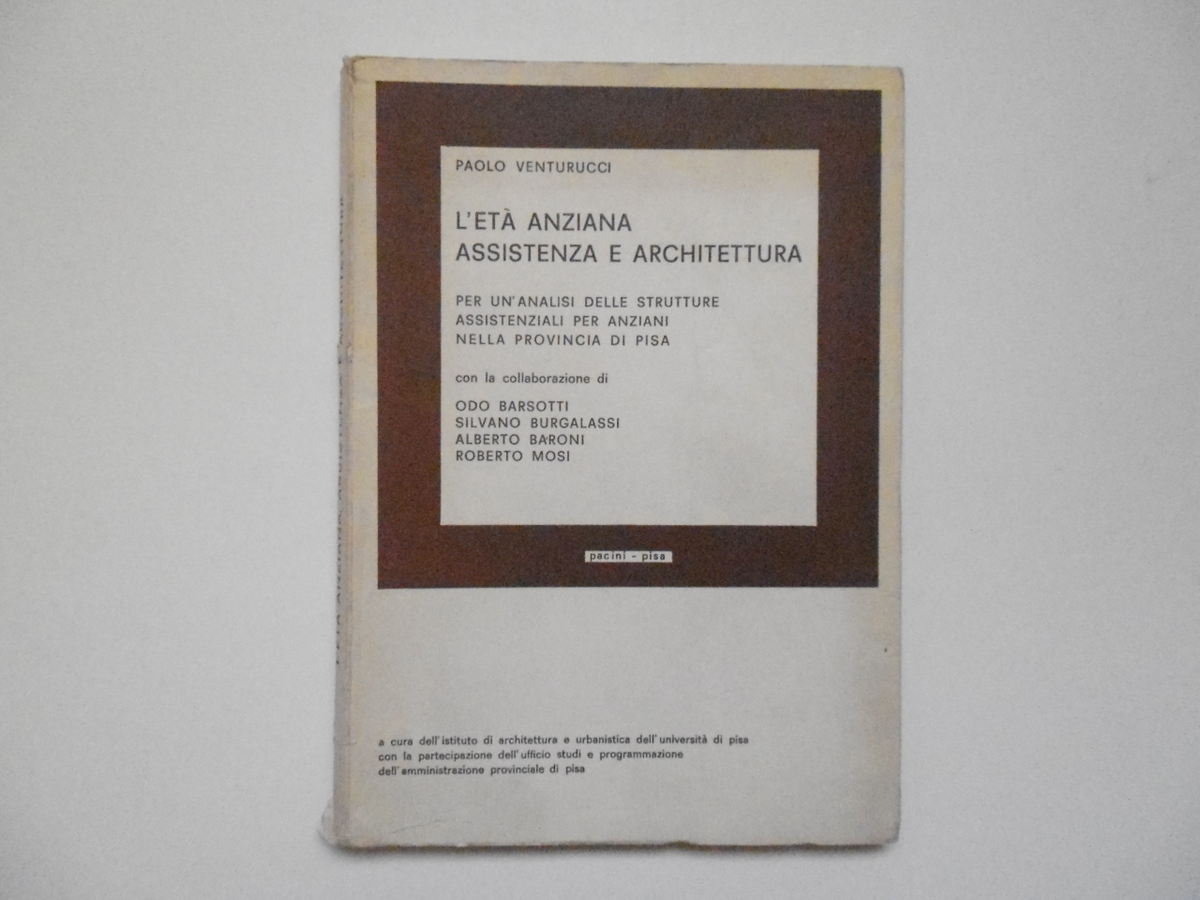 PAOLO VENTURUCCI
L'ETÀ ANZIANA
ASSISTENZA E ARCHITETTURA
PER UN'ANALISI DELLE STRUTTURE
ASSISTENZIALI PER ANZIANI
NELLA PROVINCIA DI PISA
con la collaborazione di
ODO BARSOTTI
SILVANO BURGALASSI
ALBERTO BARONI
ROBERTO MOSI
pacini - pisa
a cura dell'istituto di architettura e urbanistica dell'università di pisa
con la partecipazione dell'ufficio studi e programmazione
dell'amministrazione provinciale di pisa